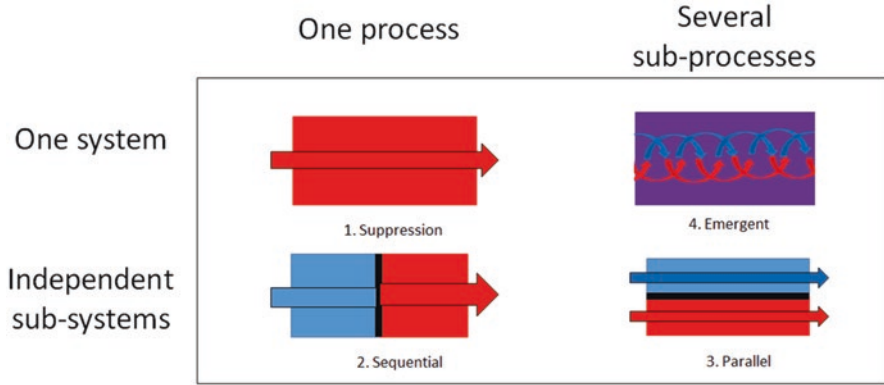 One process
Several
sub-processes
One system
1. Suppression
4. Emergent
Independent
sub-systems
2. Sequential
3. Parallel